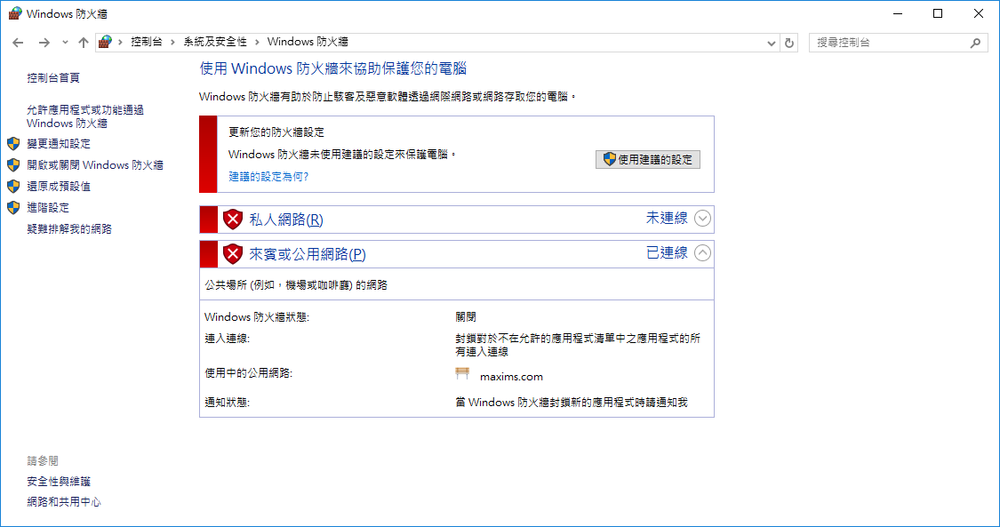 Windows 防火牆
控制台 › 系統及安全性 › Windows 防火牆
搜尋控制台
控制台首頁
允許應用程式或功能通過
Windows 防火牆
變更通知設定
開啟或關閉 Windows 防火牆
還原成預設值
進階設定
疑難排解我的網路
使用 Windows 防火牆來協助保護您的電腦
Windows 防火牆有助於防止駭客及惡意軟體透過網際網路或網路存取您的電腦。
更新您的防火牆設定
Windows 防火牆未使用建議的設定來保護電腦。
建議的設定為何?
使用建議的設定
私人網路(R)
未連線
來賓或公用網路(P)
已連線
公共場所 (例如，機場或咖啡廳) 的網路
Windows 防火牆狀態:
關閉
連入連線:
封鎖對於不在允許的應用程式清單中之應用程式的所
有連入連線
使用中的公用網路:
maxims.com
通知狀態:
當 Windows 防火牆封鎖新的應用程式時請通知我
請參閱
安全性與維護
網路和共用中心